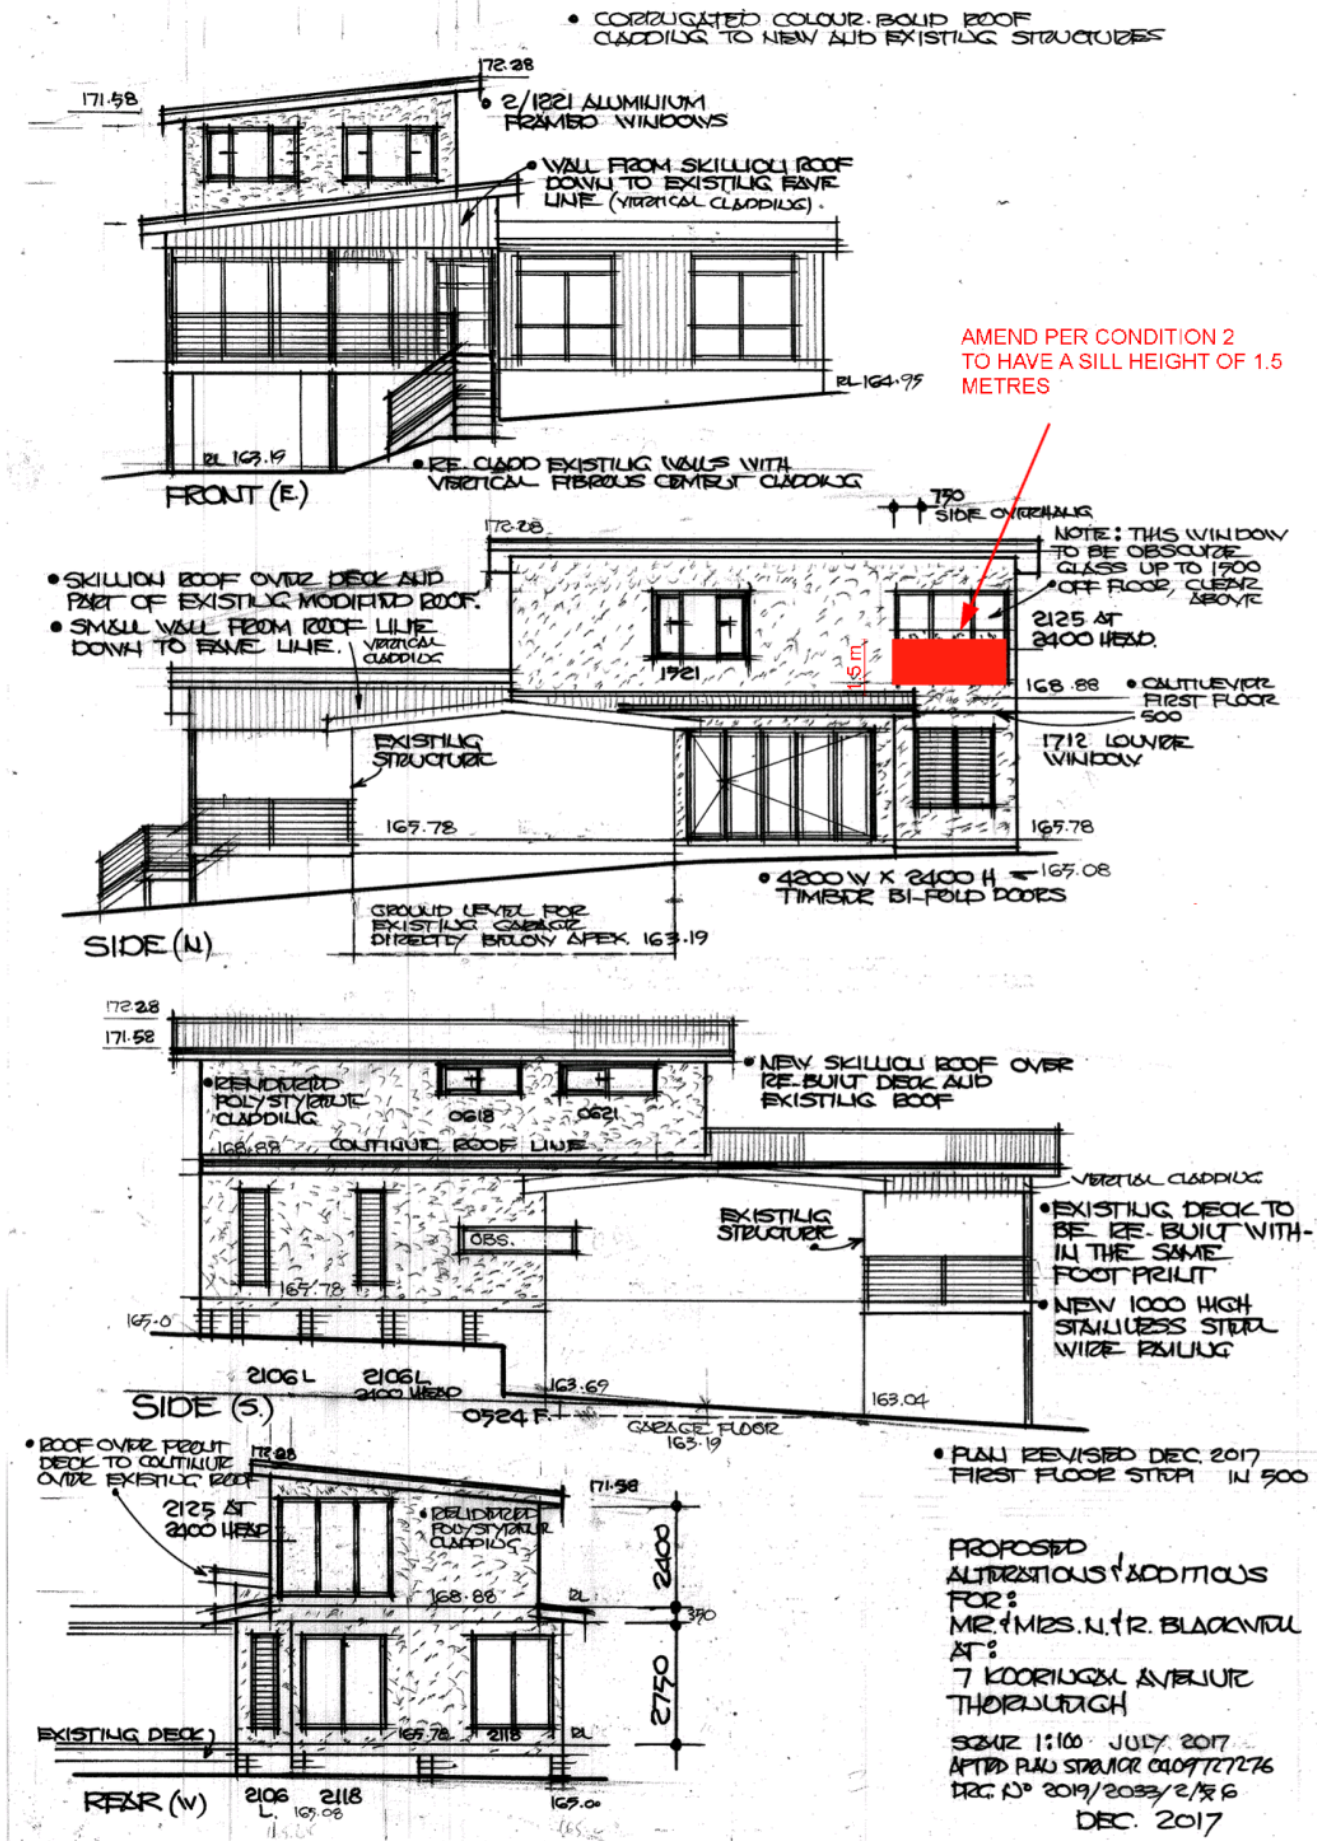 • CORRUGATED COLOUR-BOLD ROOF
CLADDING TO NEW AND EXISTING STRUCTURES
172.28
171.58
• 2/1221 ALUMINIUM
FRAMED WINDOWS
• WALL FROM SKILLION ROOF
DOWN TO EXISTING EAVE
LINE (VERTICAL CLADDING).
AMEND PER CONDITION 2
TO HAVE A SILL HEIGHT OF 1.5
METRES
RL 164.95
RL 163.19
• RE-CLADD EXISTING WALLS WITH
VERTICAL FIBROUS CEMENT CLADDING
FRONT (E.)
750
SIDE OVERHANG
172.28
NOTE: THIS WINDOW
TO BE OBSCURE
GLASS UP TO 1500
OFF FLOOR, CLEAR
ABOVE
• SKILLION ROOF OVER DECK AND
PART OF EXISTING MODIFIED ROOF.
• SMALL WALL FROM ROOF LINE
DOWN TO EAVE LINE.
VERTICAL
CLADDING
2125 AT
2400 HEAD.
1.5 m
1521
168.88
• CANTILEVER
FIRST FLOOR
500
EXISTING
STRUCTURE
1712 LOUVRE
WINDOW
165.78
165.78
• 4200 W X 2400 H
TIMBER BI-FOLD DOORS
165.08
GROUND LEVEL FOR
EXISTING GARAGE
DIRECTLY BELOW APEX. 163.19
SIDE (N)
172.28
171.58
• RENDERED
POLYSTYRENE
CLADDING
0618
0621
• NEW SKILLION ROOF OVER
RE-BUILT DECK AND
EXISTING ROOF
168.88
CONTINUE ROOF LINE
VERTICAL CLADDING
EXISTING
STRUCTURE
OBS.
• EXISTING DECK TO
BE RE-BUILT WITH-
IN THE SAME
FOOT PRINT
165.78
• NEW 1000 HIGH
STAINLESS STEEL
WIRE RAILING
165.0
2106 L
2106 L
2400 HEAD
163.69
163.04
SIDE (S.)
0524 F.
GARAGE FLOOR
163.19
• ROOF OVER FRONT
DECK TO CONTINUE
OVER EXISTING ROOF
172.28
171.58
• PLAN REVISED DEC. 2017
FIRST FLOOR STEP IN 500
2125 AT
2400 HEAD
• RENDERED
POLYSTYRENE
CLADDING
2400
168.88
RL
350
2750
EXISTING DECK
165.78
2118
RL
REAR (W)
2106
L.
2118
165.08
165.00
PROPOSED
ALTERATIONS & ADDITIONS
FOR:
MR. & MRS. N. & R. BLACKWELL
AT:
7 KOORINGAL AVENUE
THORNLEIGH
SCALE 1:100 JULY 2017
APTED PLAN SERVICE 0409777276
DRG. Nº 2019/2033/2/
DEC. 2017